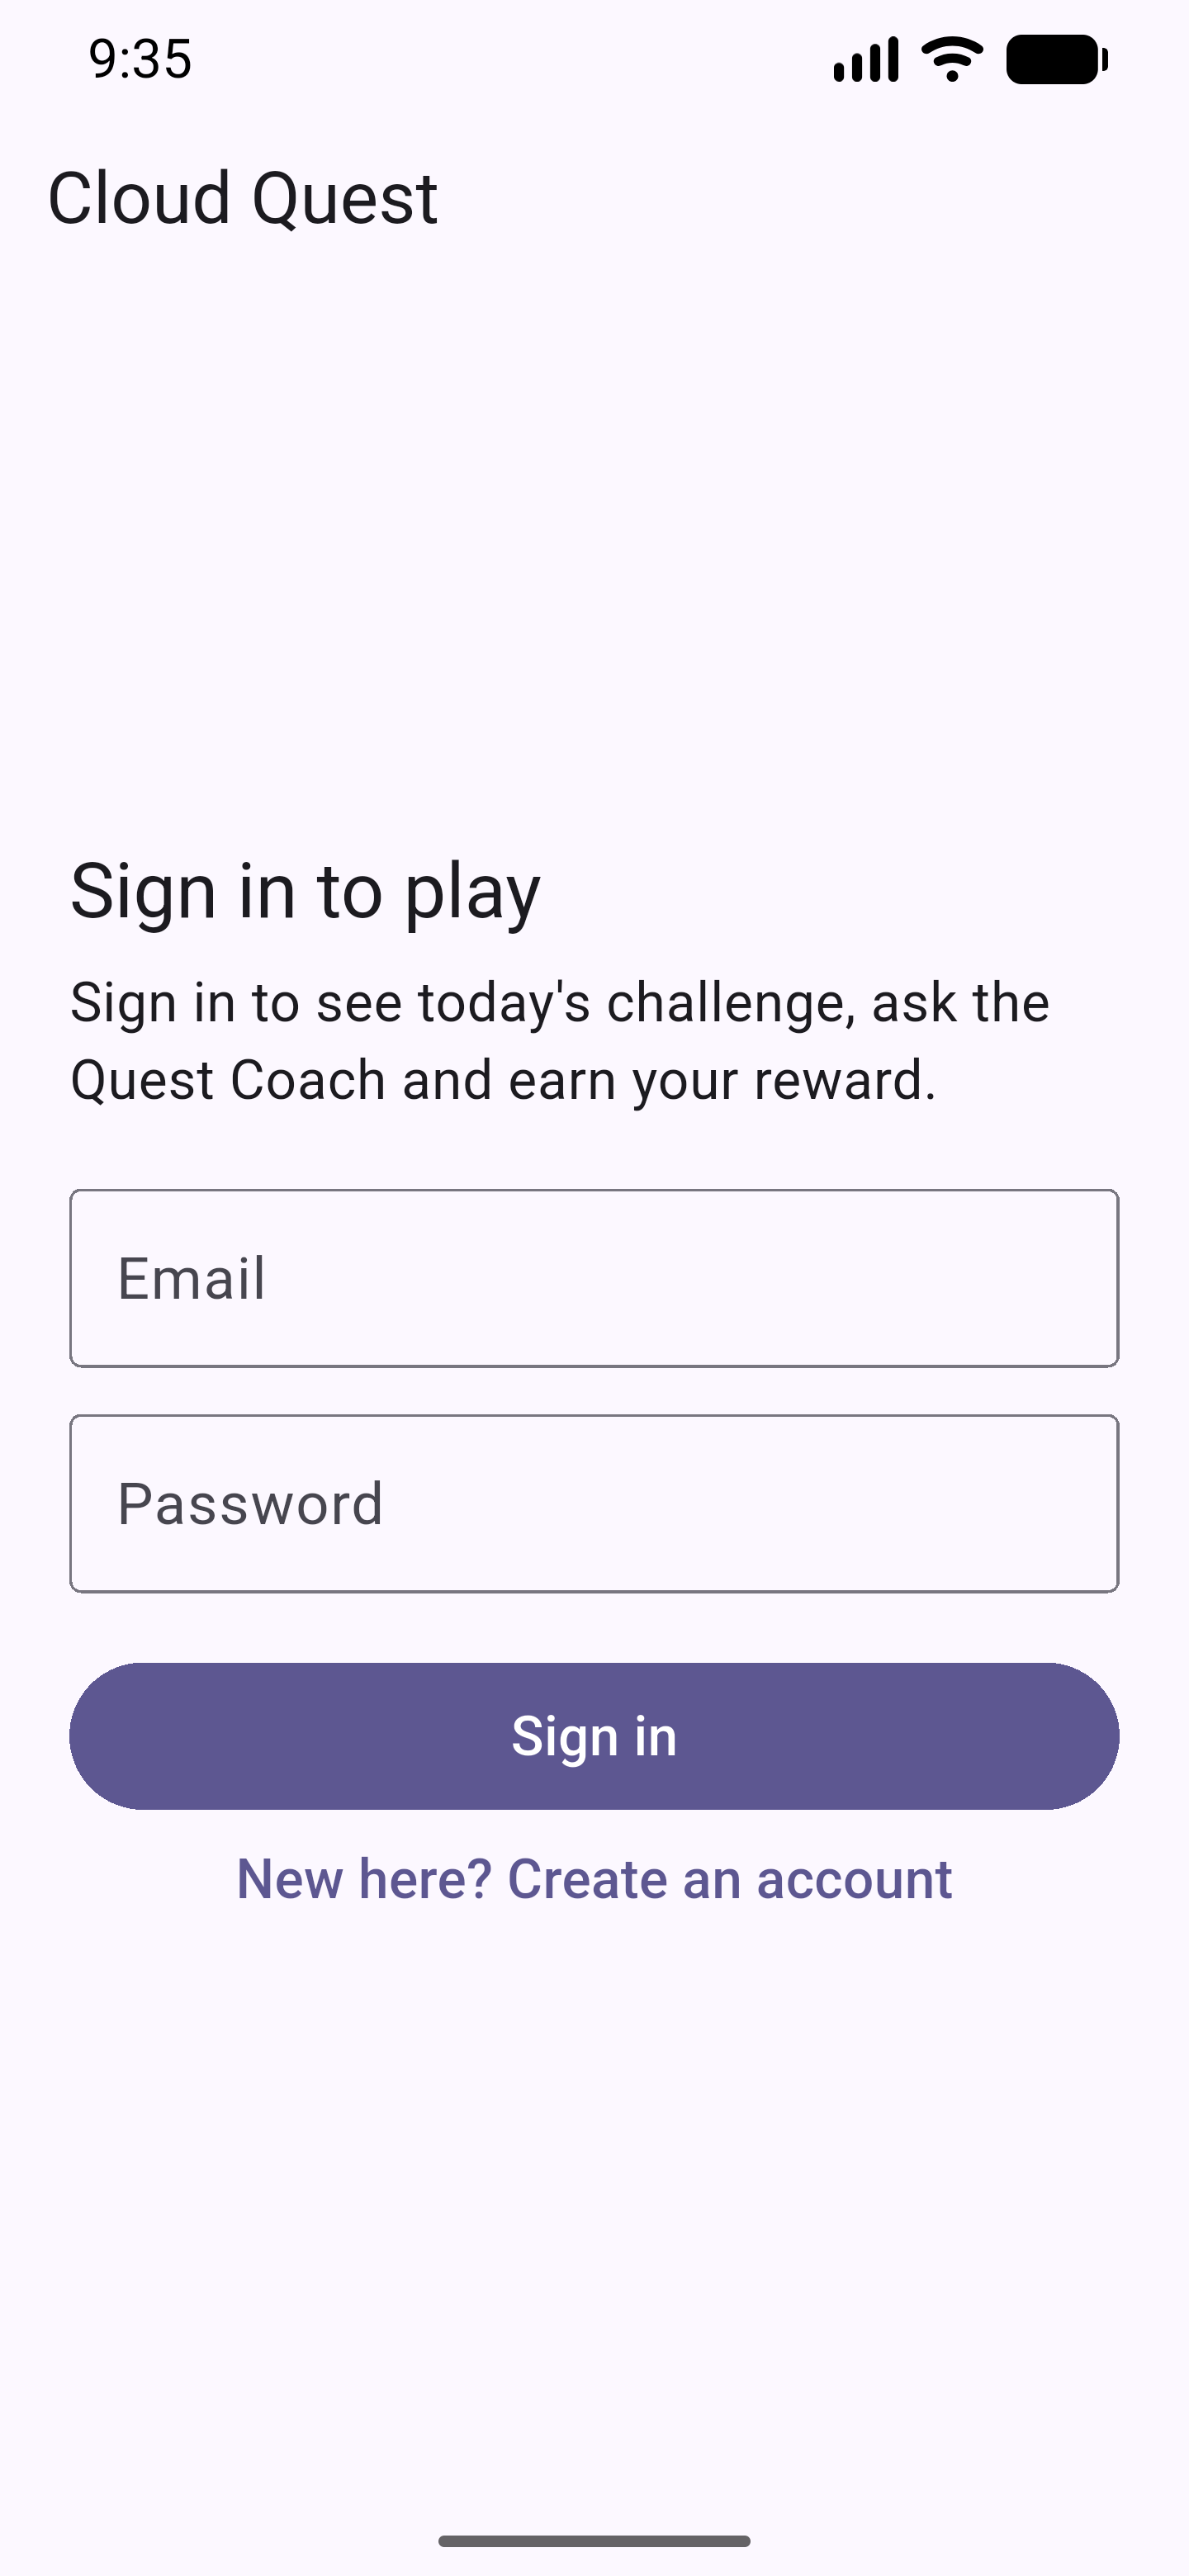 9:35
Cloud Quest
Sign in to play
Sign in to see today's challenge, ask the
Quest Coach and earn your reward.
Email
Password
Sign in
New here? Create an account